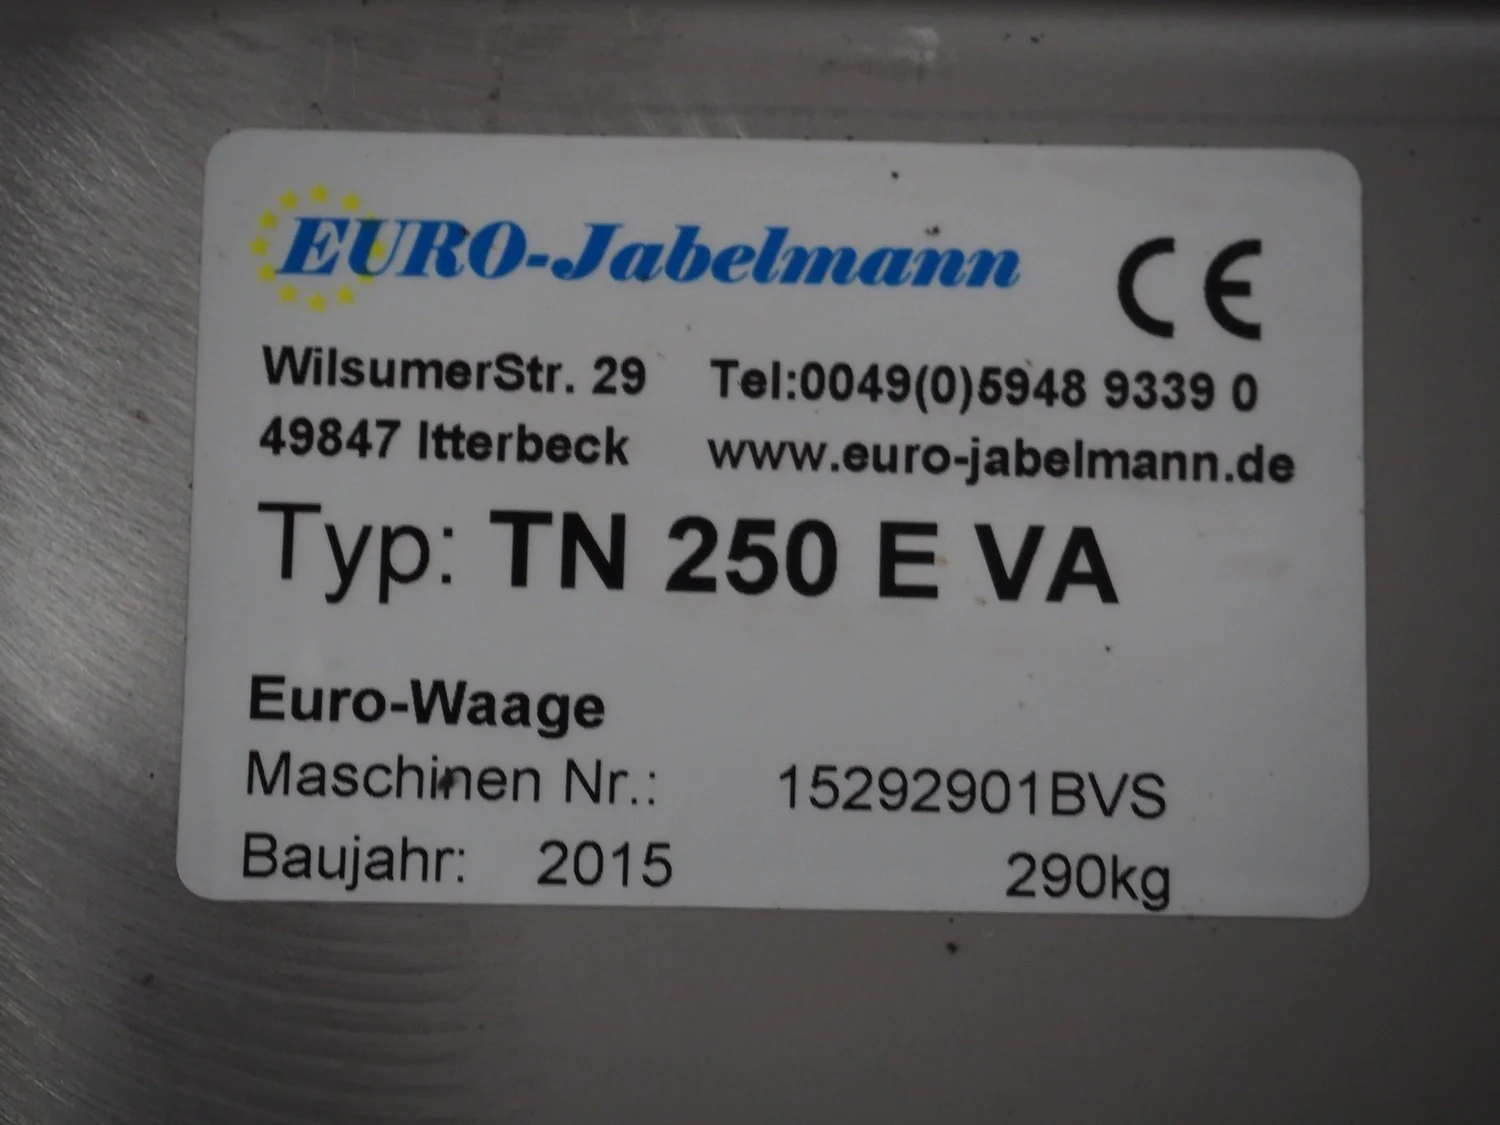 EURO-Jabelmann CE
WilsumerStr. 29 Tel:0049(0)5948 9339 0
49847 Itterbeck www.euro-jabelmann.de
Typ: TN 250 E VA
Euro-Waage
Maschinen Nr.: 15292901BVS
Baujahr: 2015 290kg